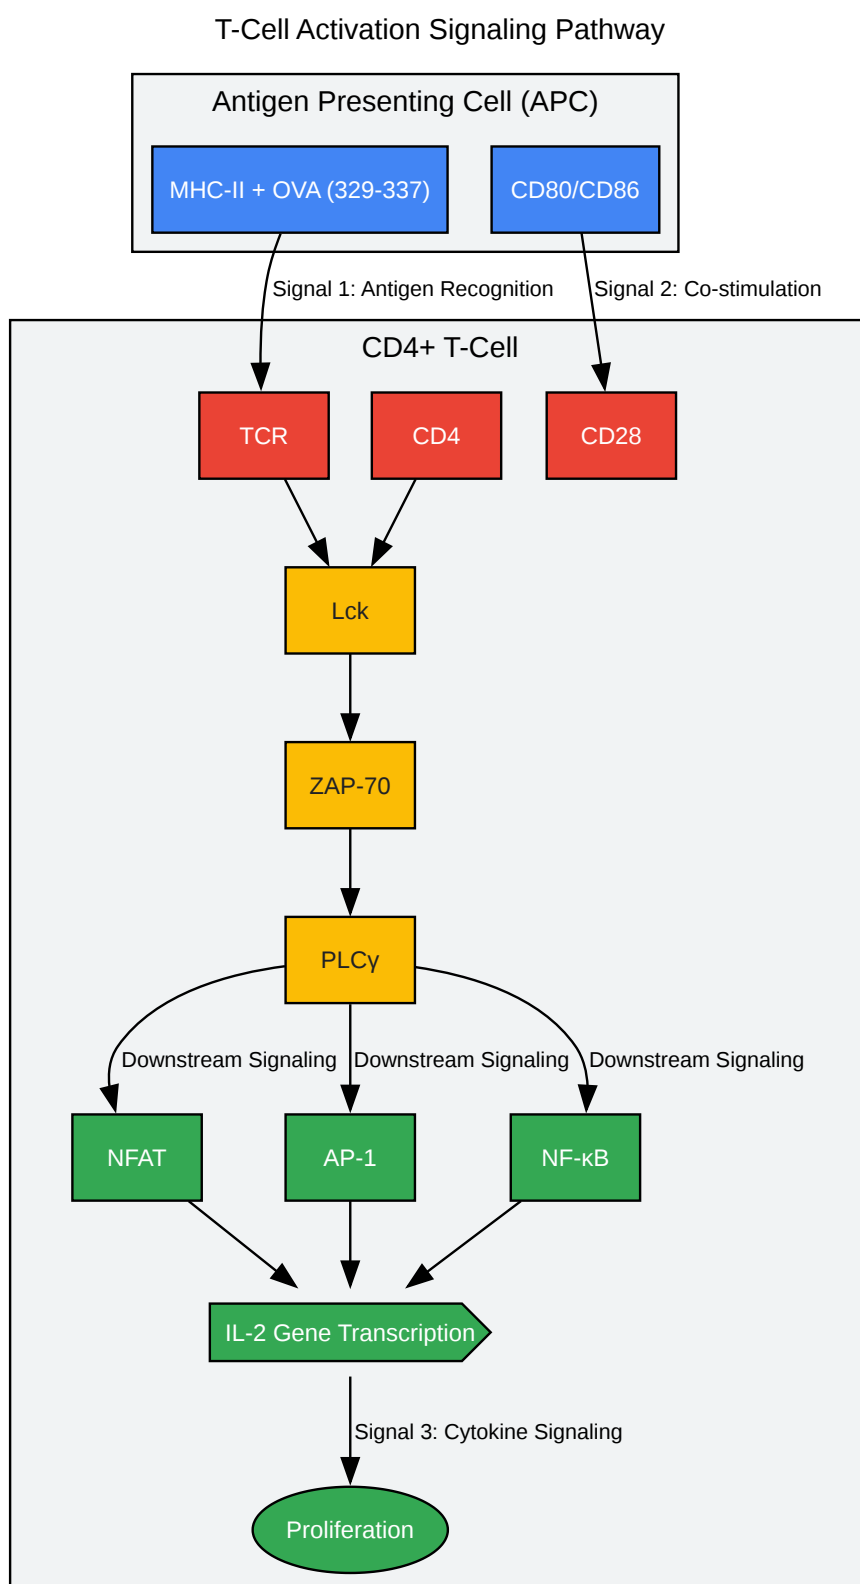 T-Cell Activation Signaling Pathway
Antigen Presenting Cell (APC)
MHC-II + OVA (329-337)
CD80/CD86
Signal 1: Antigen Recognition
Signal 2: Co-stimulation
CD4+ T-Cell
TCR
CD4
CD28
Lck
ZAP-70
PLCγ
Downstream Signaling
Downstream Signaling
Downstream Signaling
NFAT
AP-1
NF-κB
IL-2 Gene Transcription
Signal 3: Cytokine Signaling
Proliferation